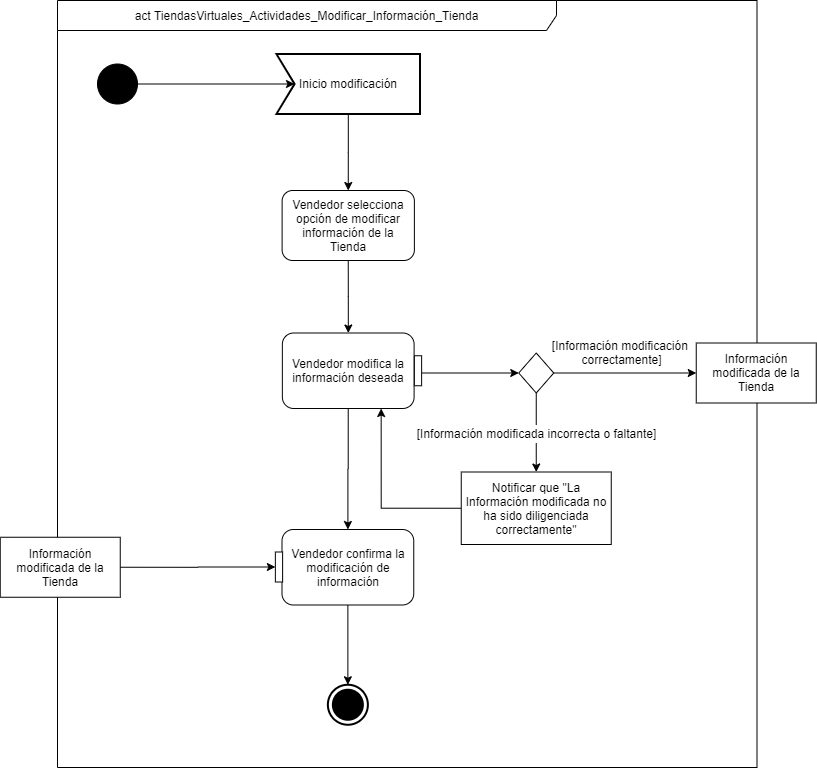 act TiendasVirtuales_Actividades_Modificar_Información_Tienda
Inicio modificación
Vendedor selecciona
opción de modificar
información de la
Tienda
Vendedor modifica la
información deseada
[Información modificación
correctamente]
Información
modificada de la
Tienda
[Información modificada incorrecta o faltante]
Notificar que "La
Información modificada no
ha sido diligenciada
correctamente"
Información
modificada de la
Tienda
Vendedor confirma la
modificación de
información